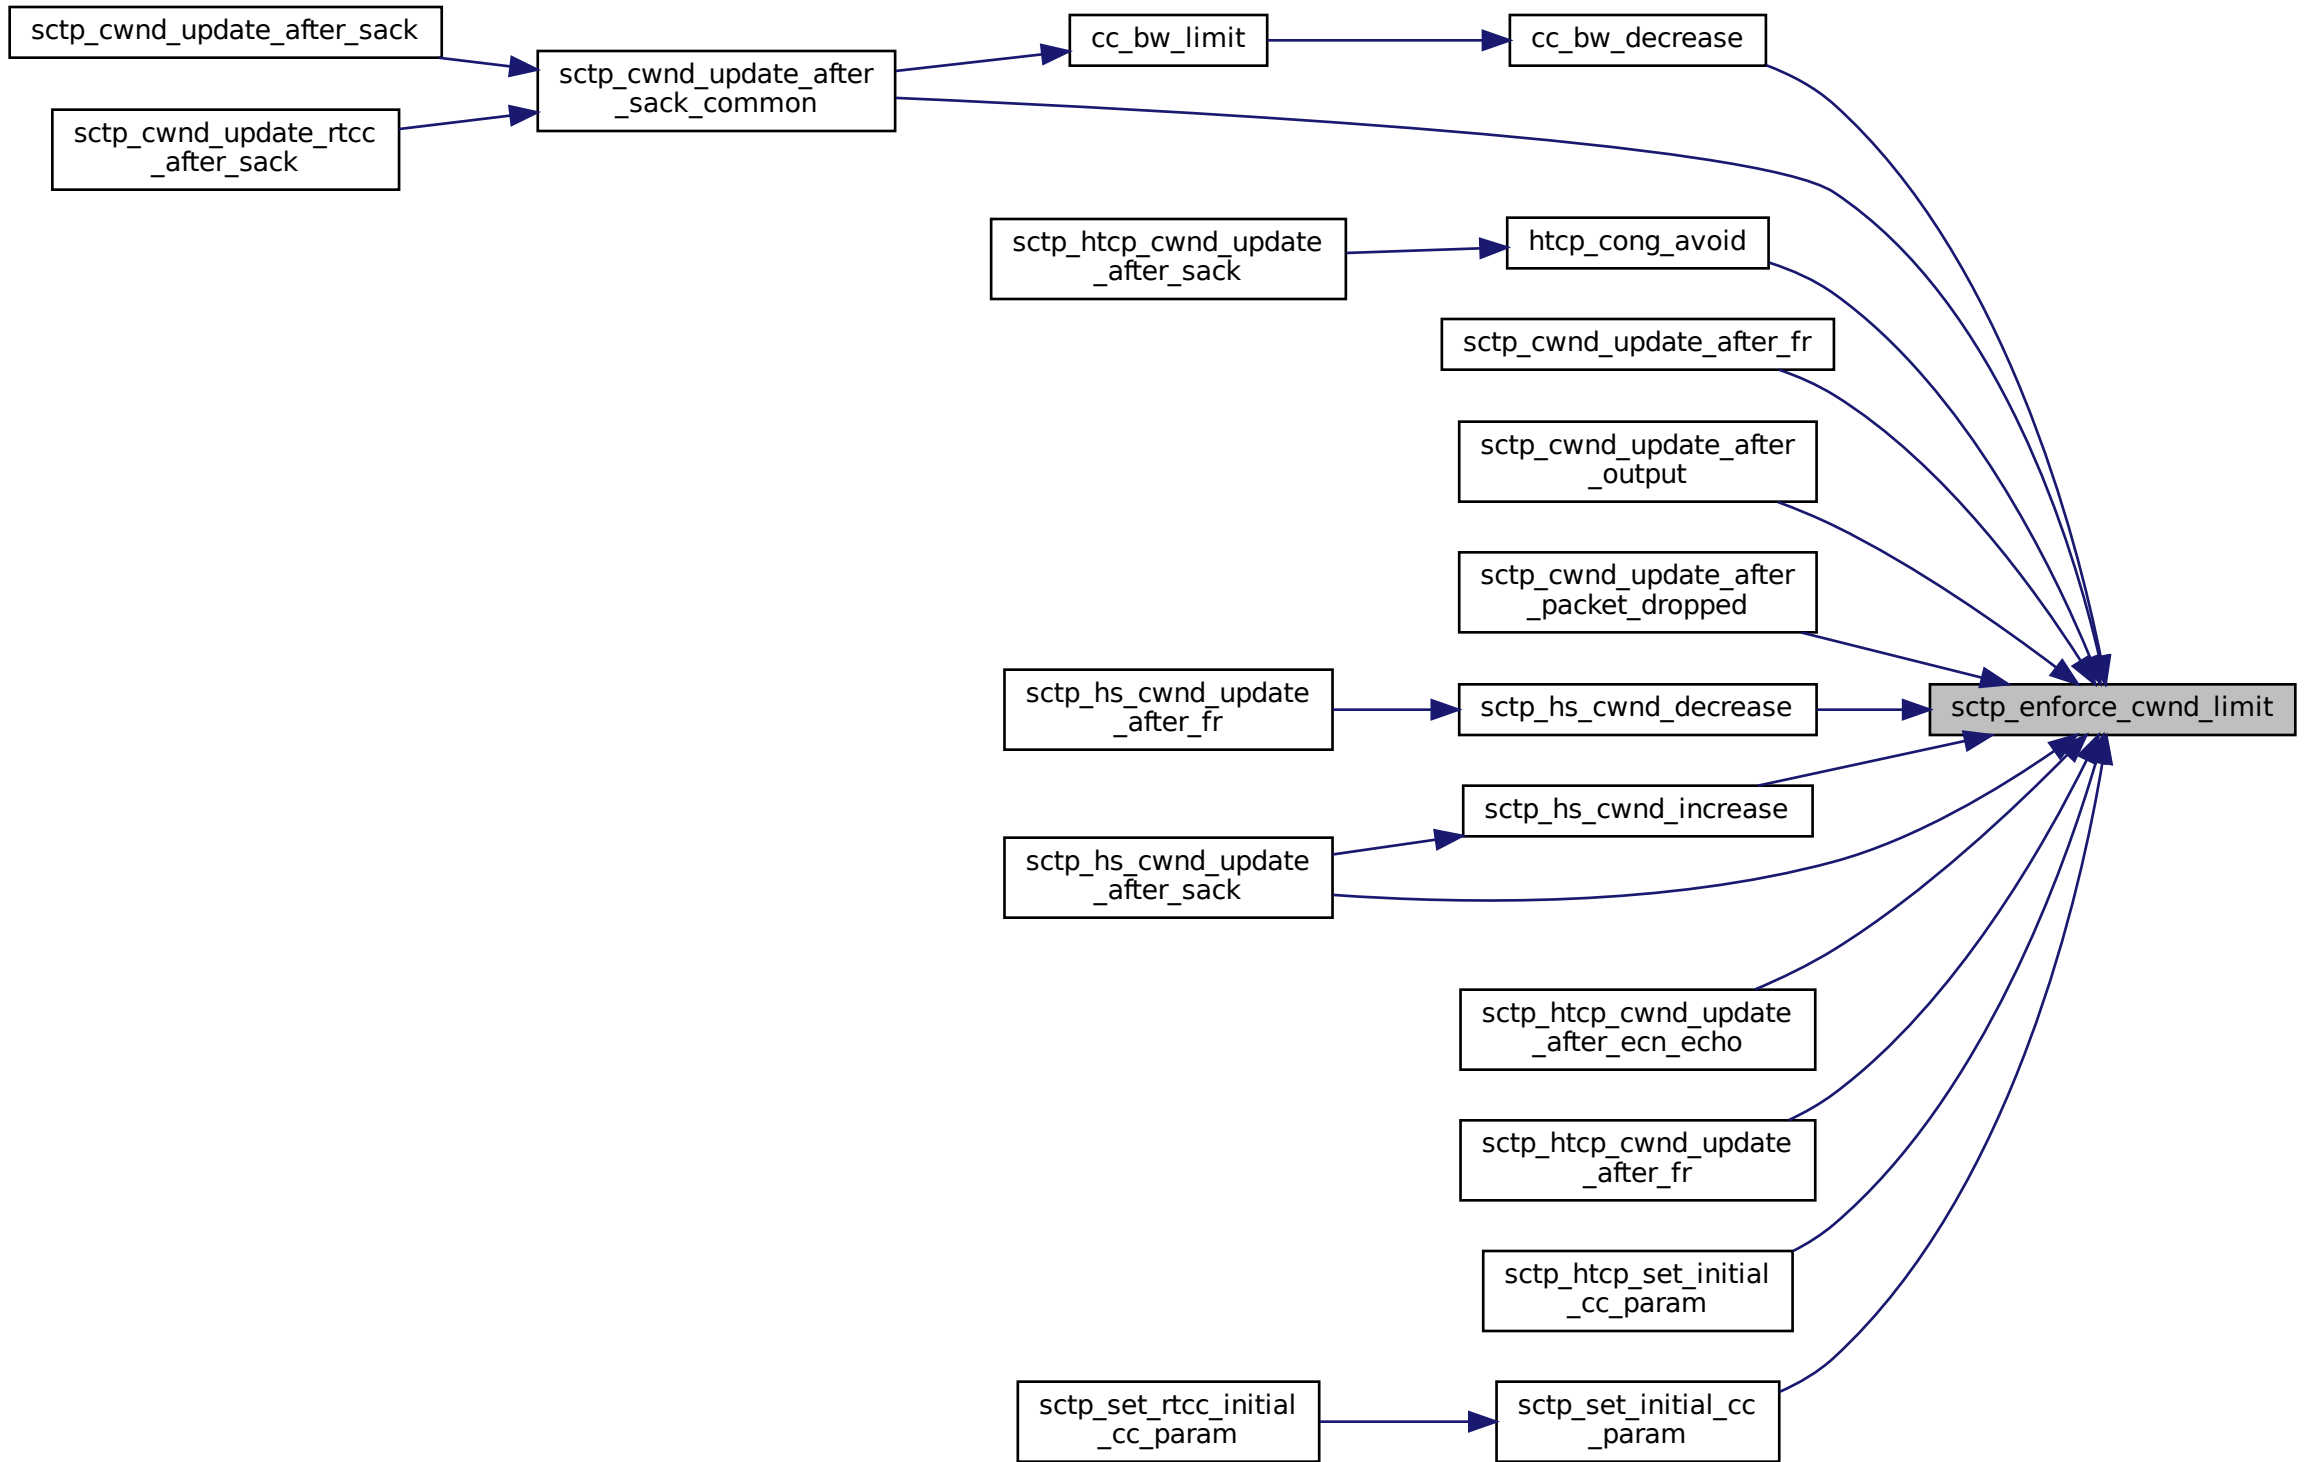 sctp_cwnd_update_after_sack
sctp_cwnd_update_rtcc
_after_sack
sctp_cwnd_update_after
_sack_common
cc_bw_limit
cc_bw_decrease
sctp_htcp_cwnd_update
_after_sack
htcp_cong_avoid
sctp_cwnd_update_after_fr
sctp_cwnd_update_after
_output
sctp_cwnd_update_after
_packet_dropped
sctp_hs_cwnd_update
_after_fr
sctp_hs_cwnd_decrease
sctp_enforce_cwnd_limit
sctp_hs_cwnd_increase
sctp_hs_cwnd_update
_after_sack
sctp_htcp_cwnd_update
_after_ecn_echo
sctp_htcp_cwnd_update
_after_fr
sctp_htcp_set_initial
_cc_param
sctp_set_rtcc_initial
_cc_param
sctp_set_initial_cc
_param